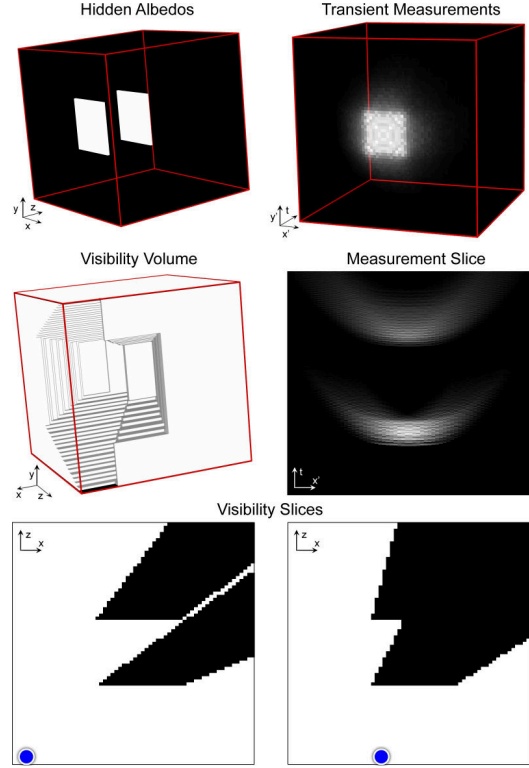 Hidden Albedos
Transient Measurements
y
z
x
y'
t
x'
Visibility Volume
Measurement Slice
y
x
z
t
x'
Visibility Slices
z
x
z
x